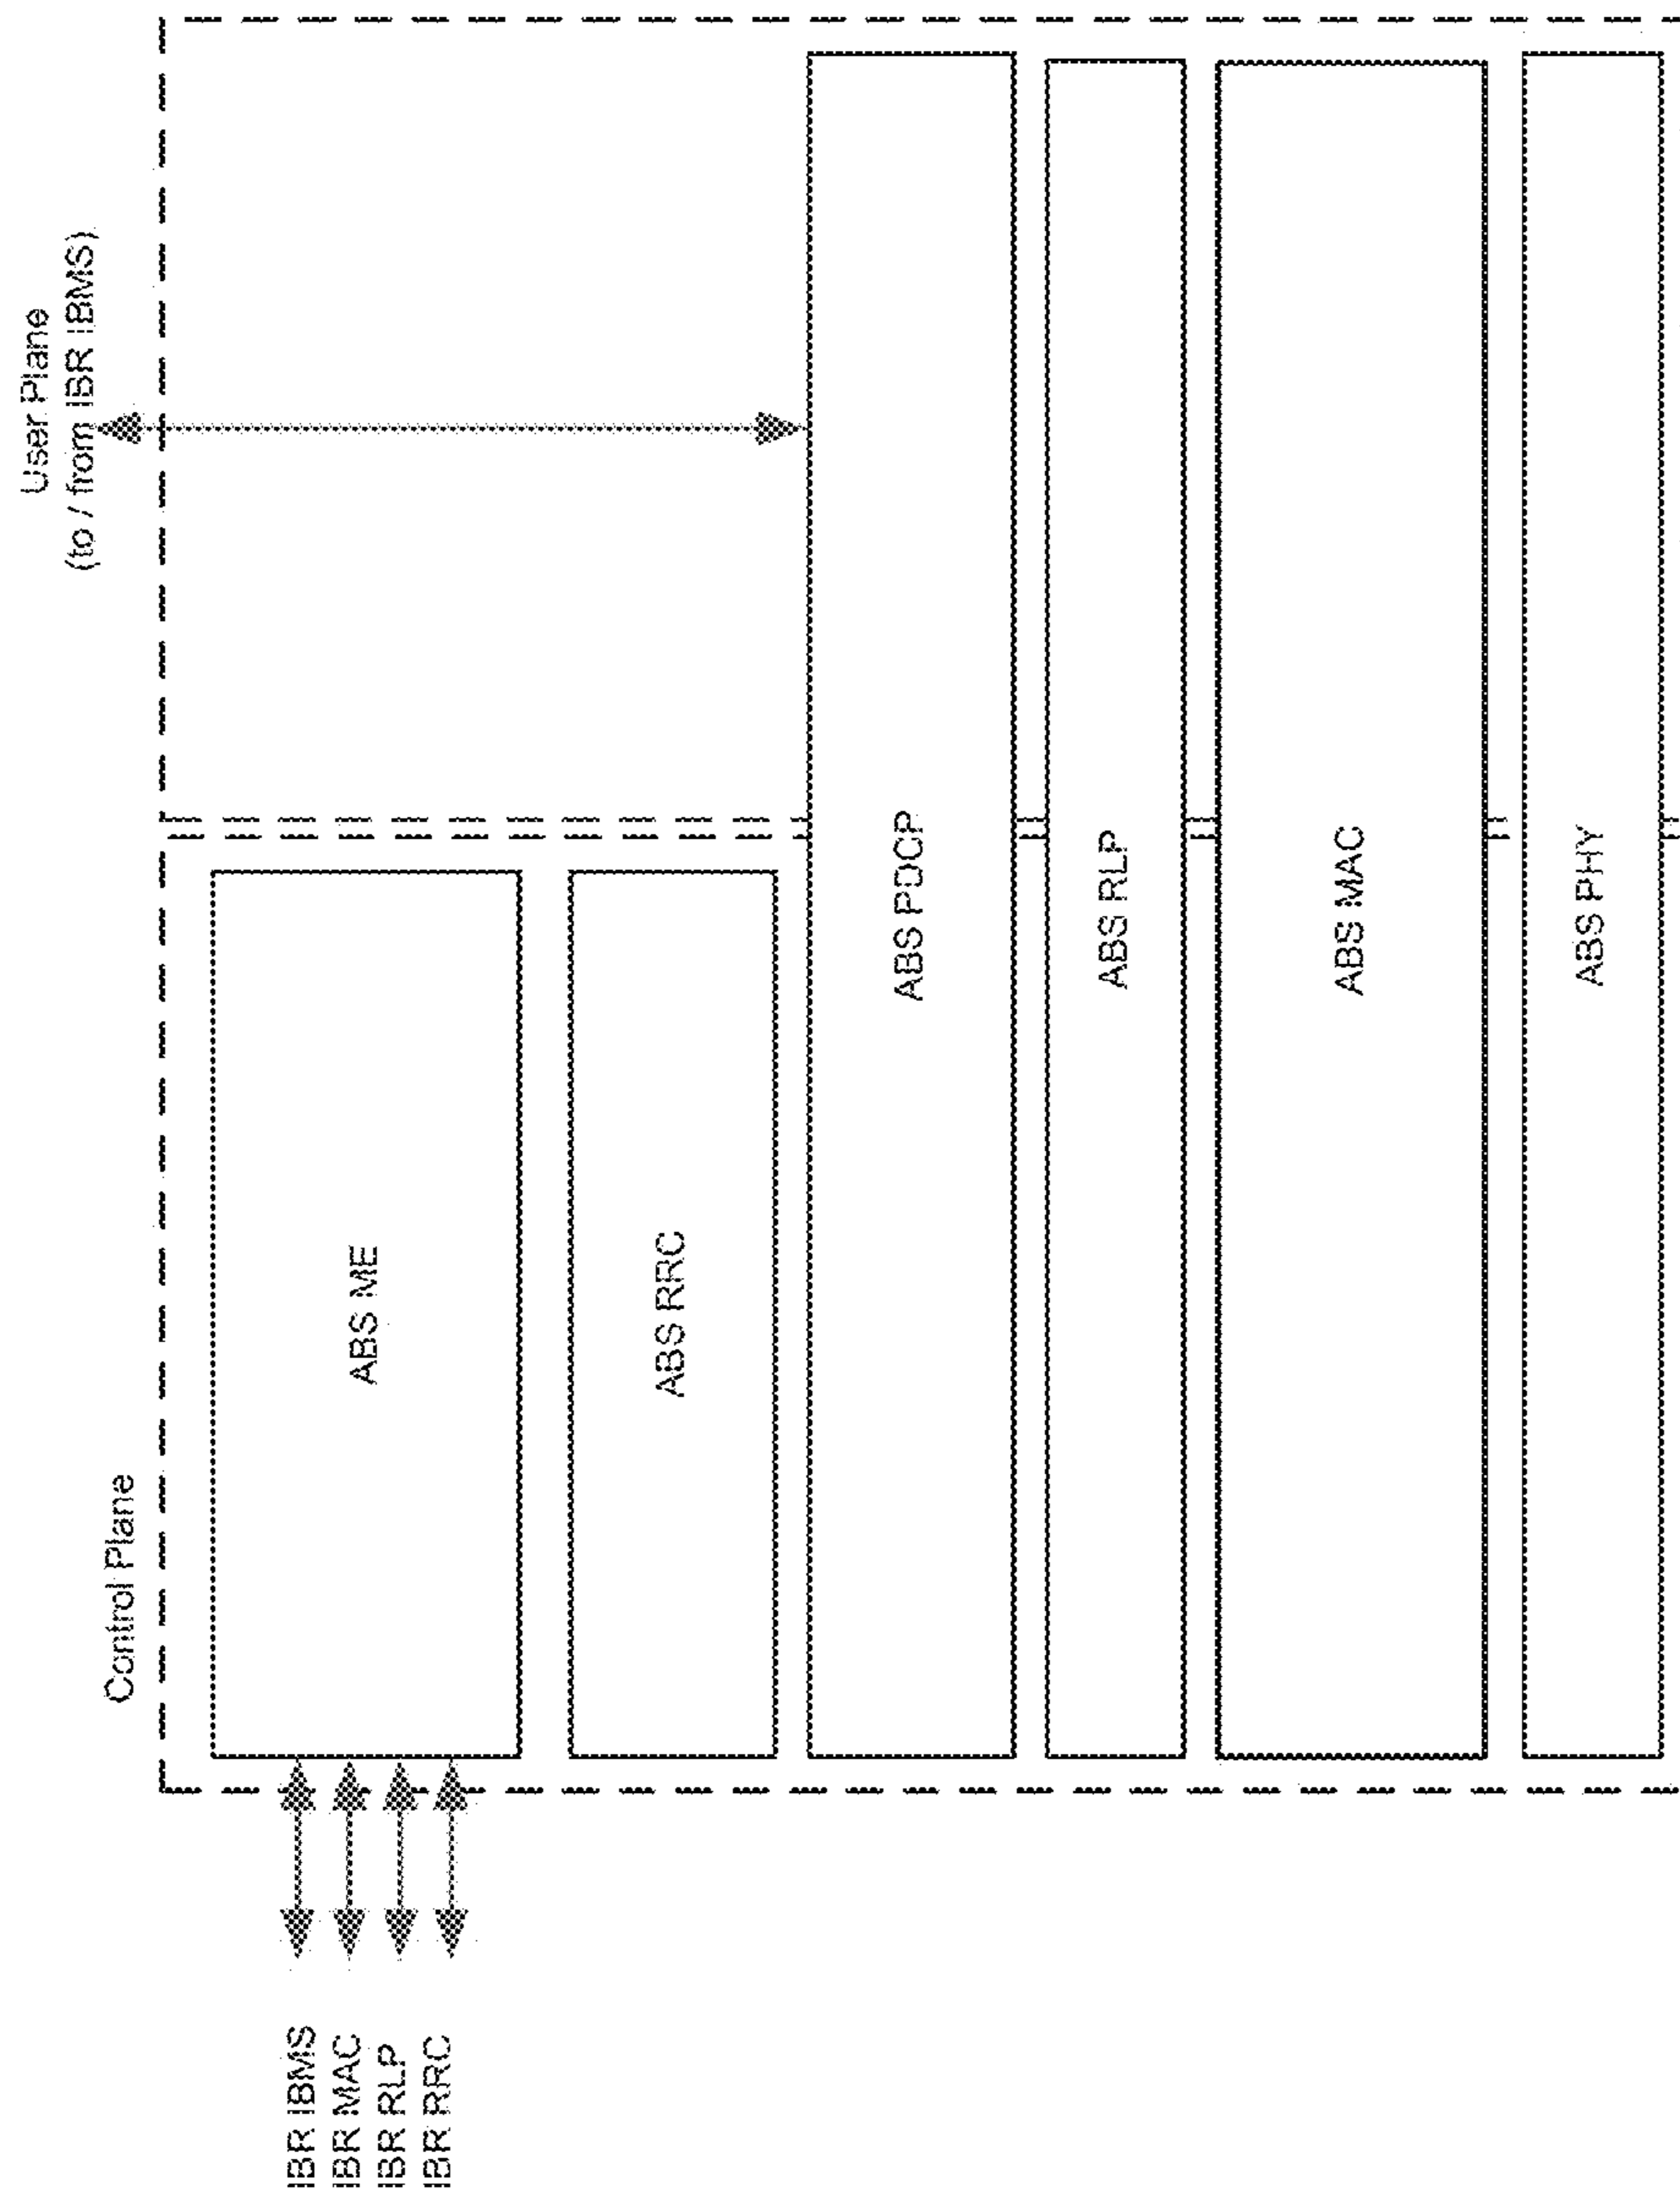 Control Plane
User Plane
(to / from IBR IBMS)
IBR IBMS
IBR MAC
IBR RLP
IBR RRC
ABS ME
ABS RRC
ABS PDCP
ABS RLP
ABS MAC
ABS PHY